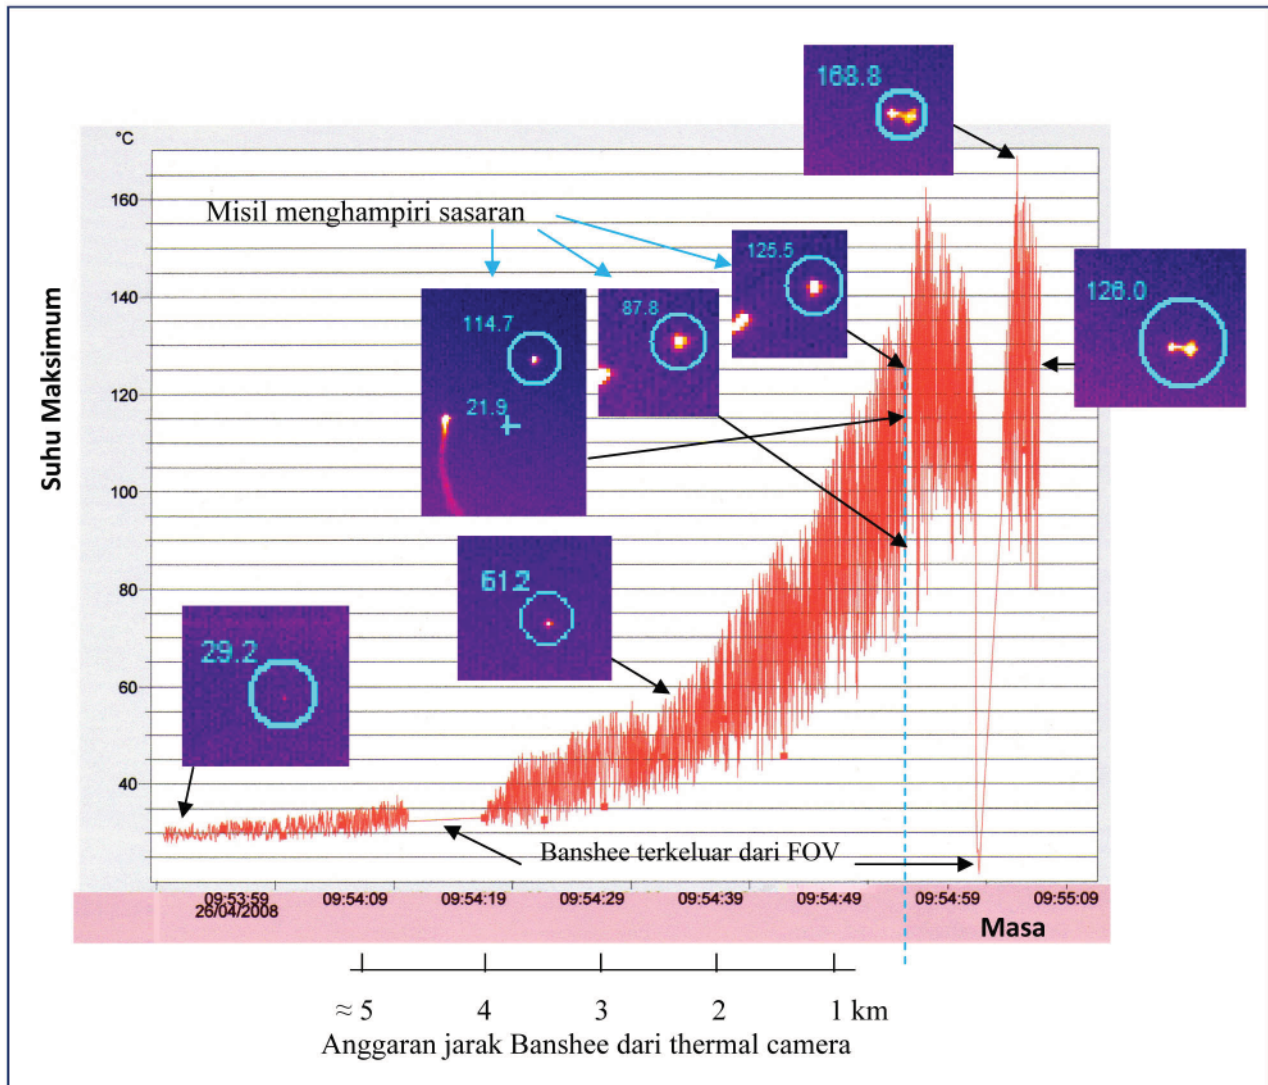 168.8
°C
160
Misil menghampiri sasaran
125.5
140
114.7
87.8
126.0
120
21.9
Suhu Maksimum
100
80
61.2
29.2
60
40
Banshee terkeluar dari FOV
09:53:59 09:54:09 09:54:19 09:54:29 09:54:39 09:54:49 09:54:59 09:55:09
26/04/2008
Masa
≈ 5 4 3 2 1 km
Anggaran jarak Banshee dari thermal camera